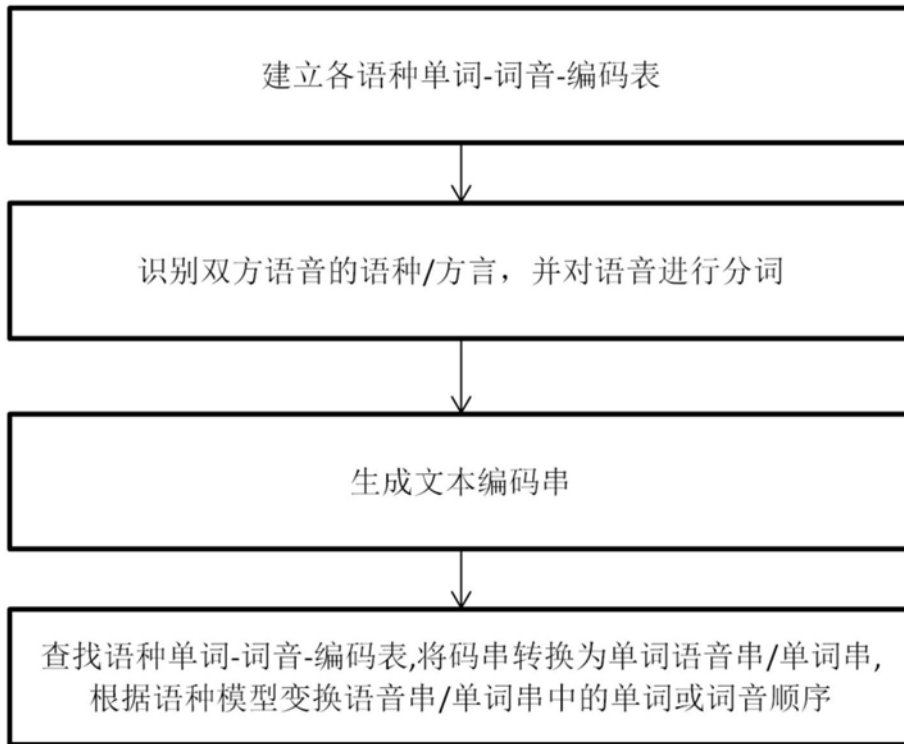 建立各语种单词-词音-编码表
识别双方语音的语种/方言，并对语音进行分词
生成文本编码串
查找语种单词-词音-编码表,将码串转换为单词语音串/单词串,
根据语种模型变换语音串/单词串中的单词或词音顺序